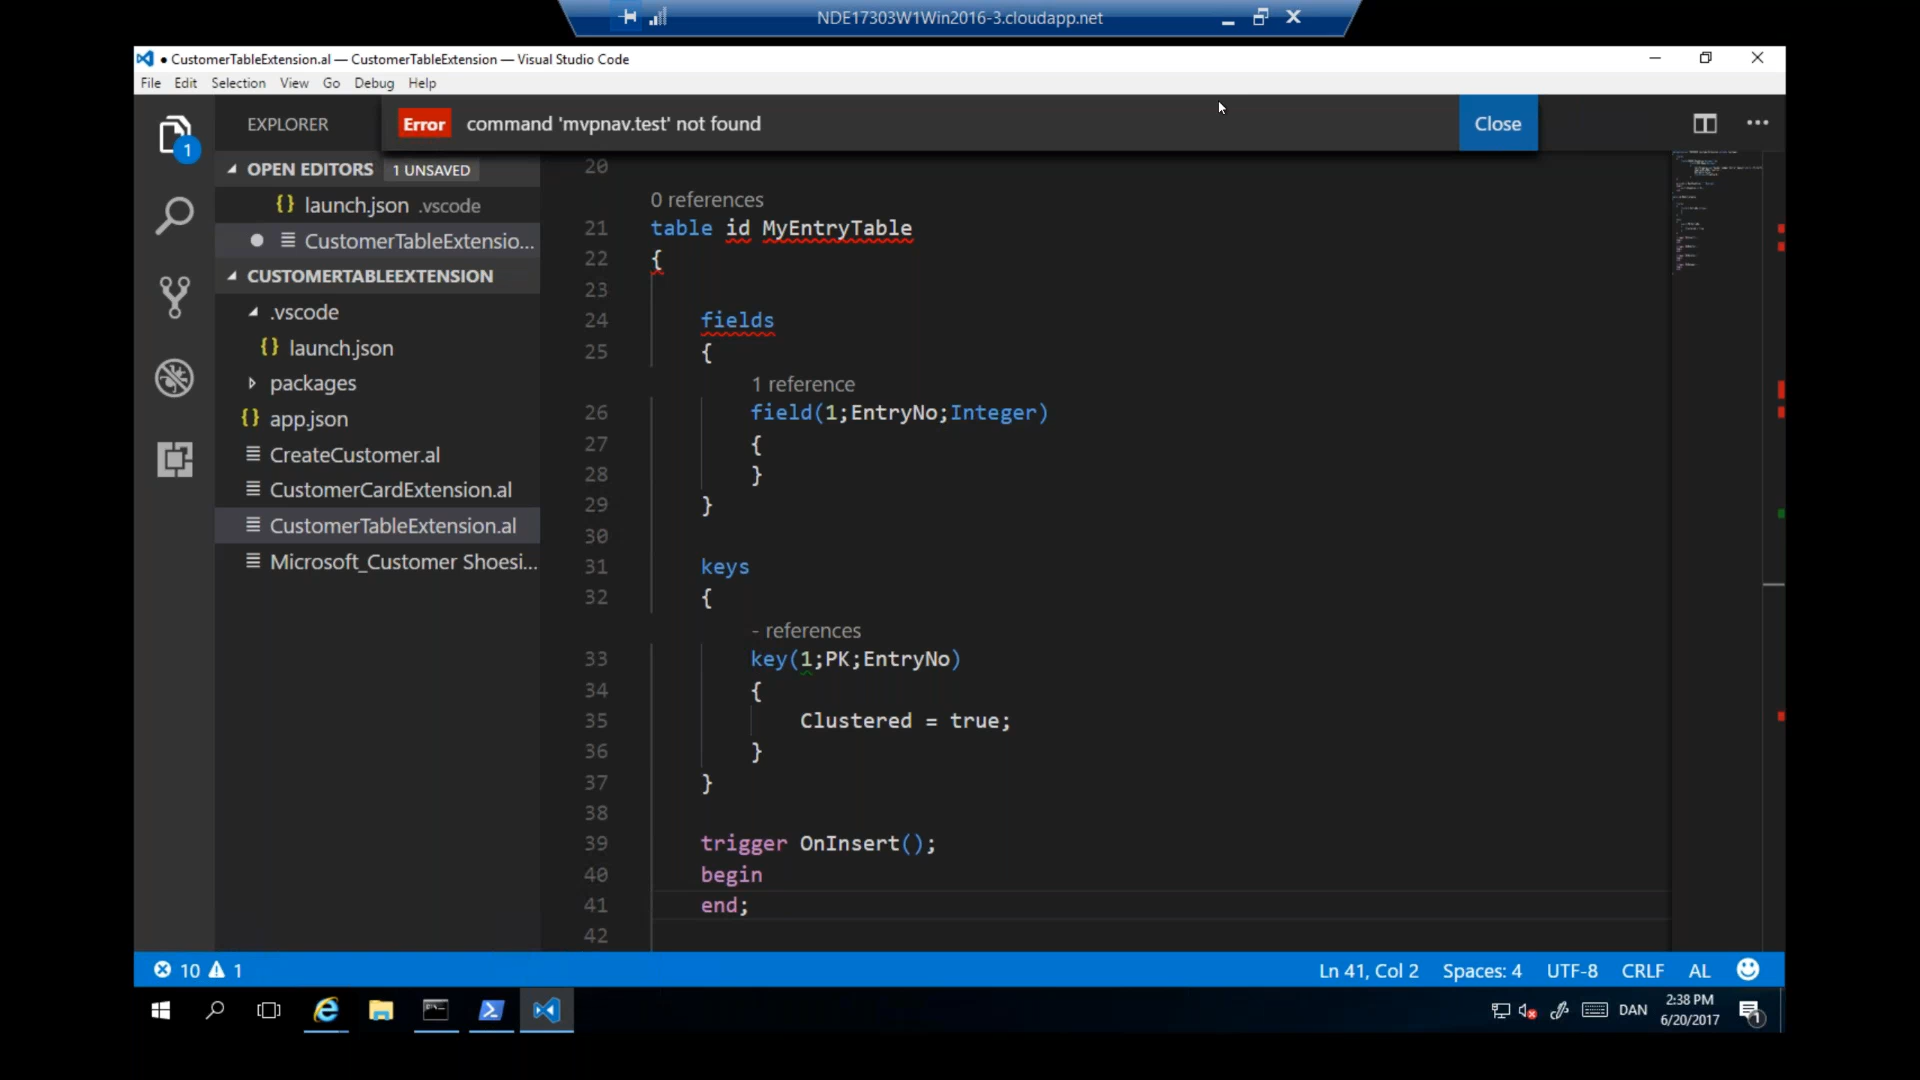 NDE17303W1Win2016-3.cloudapp.net
● CustomerTableExtension.al — CustomerTableExtension — Visual Studio Code
File Edit Selection View Go Debug Help
EXPLORER
Error command 'mvpnav.test' not found Close
1
OPEN EDITORS 1 UNSAVED
{} launch.json .vscode
CustomerTableExtensio...
CUSTOMERTABLEEXTENSION
.vscode
{} launch.json
packages
{} app.json
CreateCustomer.al
CustomerCardExtension.al
CustomerTableExtension.al
Microsoft_Customer Shoesi...
20
0 references
21 table id MyEntryTable
22 {
23
24 fields
25 {
1 reference
26 field(1;EntryNo;Integer)
27 {
28 }
29 }
30
31 keys
32 {
- references
33 key(1;PK;EntryNo)
34 {
35 Clustered = true;
36 }
37 }
38
39 trigger OnInsert();
40 begin
41 end;
42
10 1 Ln 41, Col 2 Spaces: 4 UTF-8 CRLF AL
DAN 2:38 PM
6/20/2017 1